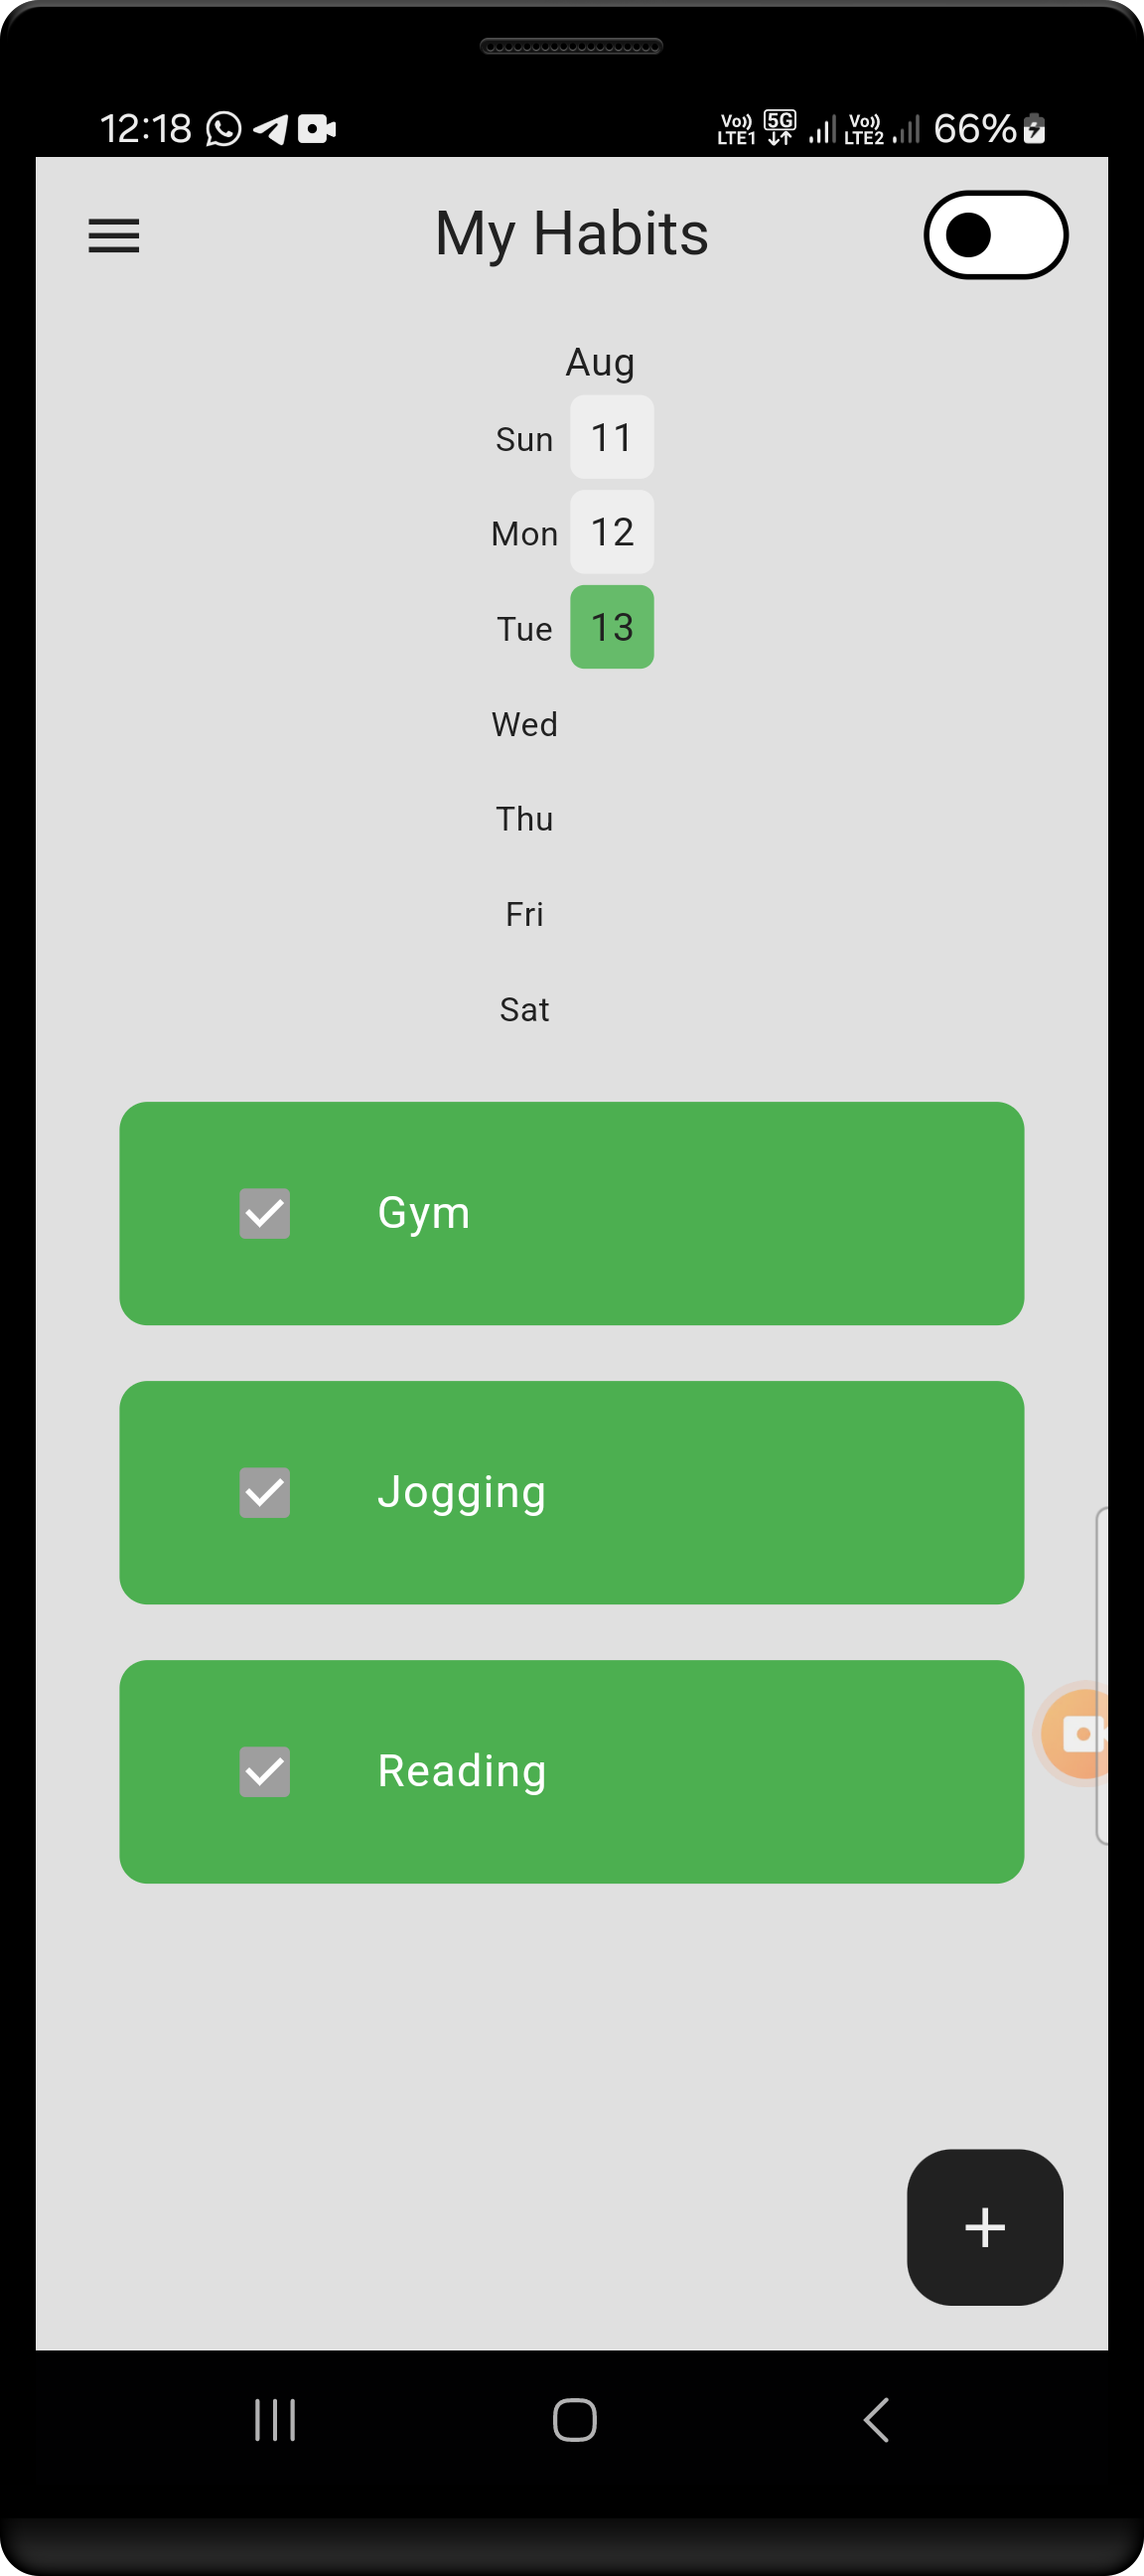 12:18 Vo)) LTE1 5G Vo)) LTE2 66%
My Habits
Aug
Sun 11
Mon 12
Tue 13
Wed
Thu
Fri
Sat
Gym
Jogging
Reading